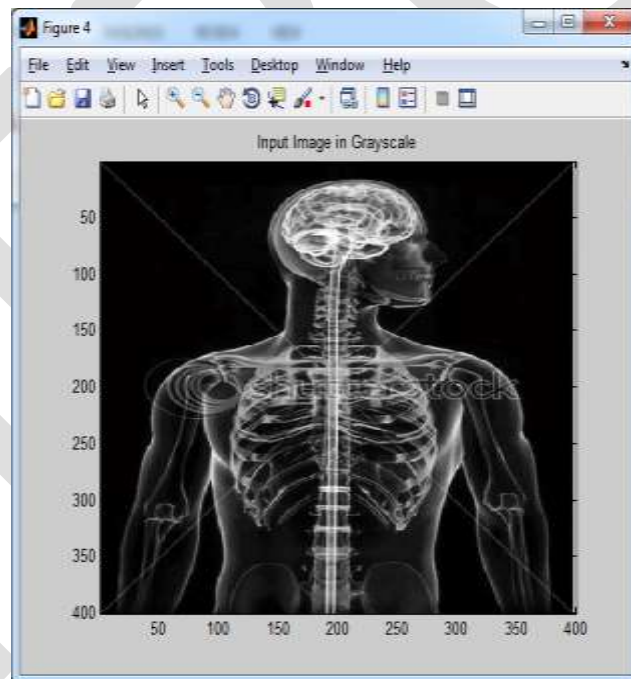 Figure 4
File Edit View Insert Tools Desktop Window Help
Input Image in Grayscale
50
100
150
200
250
300
350
400
50 100 150 200 250 300 350 400
shutterstock